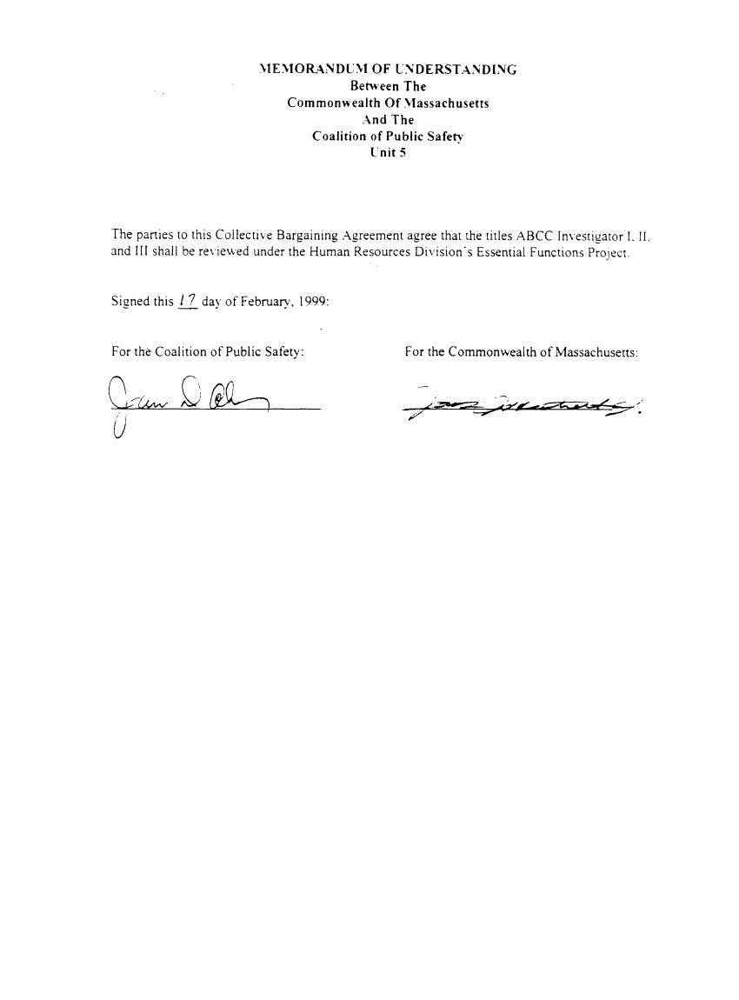 MEMORANDUM OF UNDERSTANDING
Between The
Commonwealth Of Massachusetts
And The
Coalition of Public Safety
Unit 5
The parties to this Collective Bargaining Agreement agree that the titles ABCC Investigator I, II,
and III shall be reviewed under the Human Resources Division's Essential Functions Project.
Signed this 17 day of February, 1999:
For the Coalition of Public Safety: For the Commonwealth of Massachusetts: